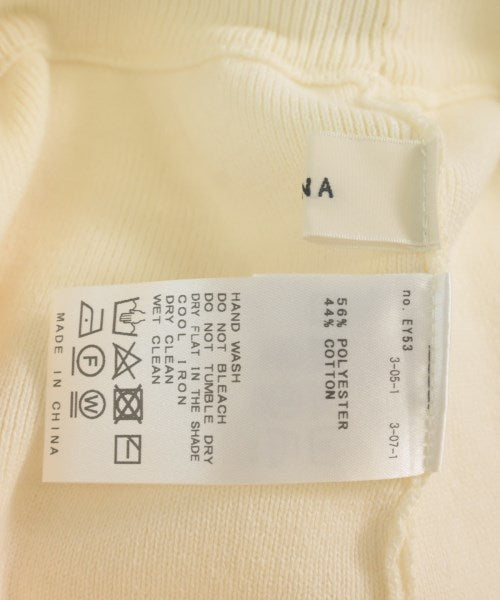 NA
no. EY53
3-05-1
3-07-1
56% POLYESTER
44% COTTON
HAND WASH
DO NOT BLEACH
DO NOT TUMBLE DRY
DRY FLAT IN THE SHADE
COOL IRON
DRY CLEAN
WET CLEAN
F W
MADE IN CHINA